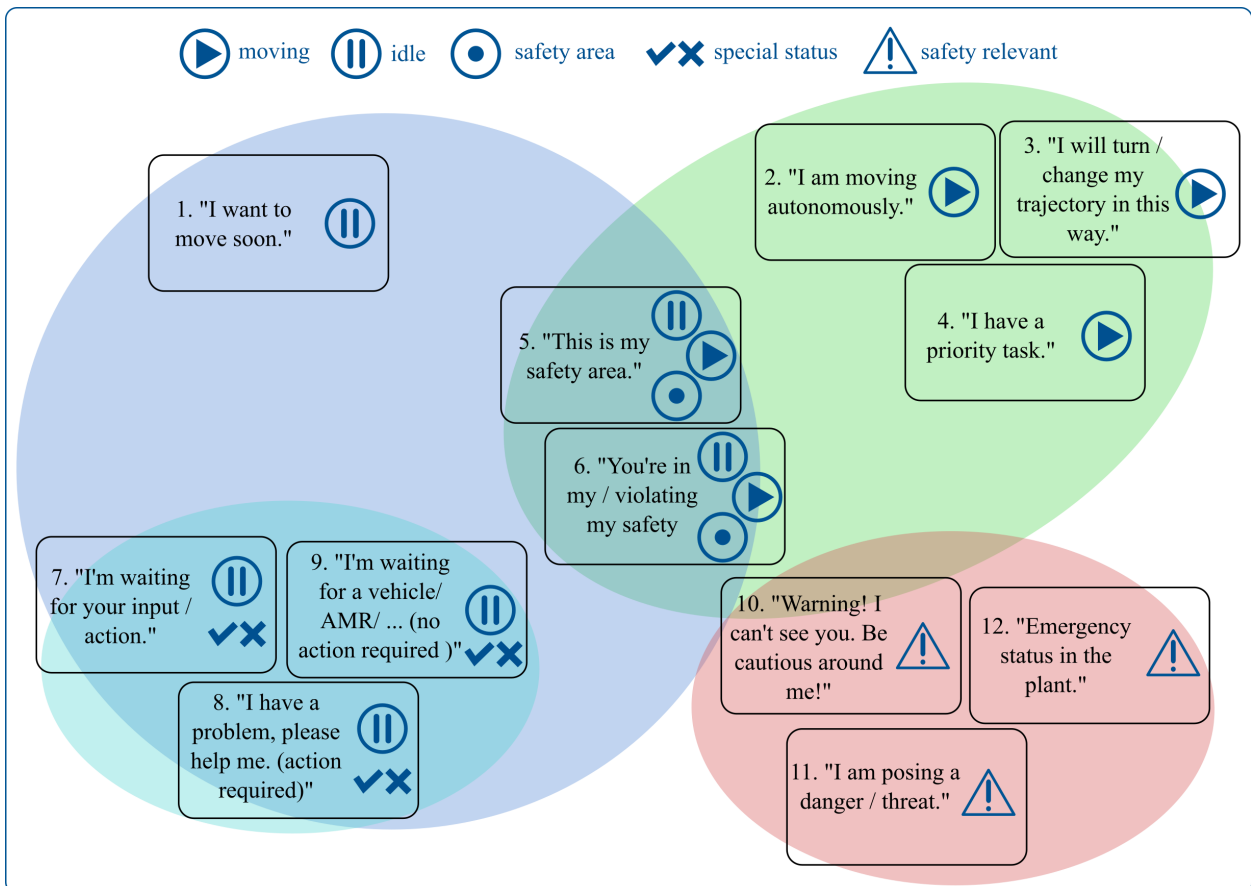 moving
idle
safety area
special status
safety relevant
1. "I want to
move soon."
2. "I am moving
autonomously."
3. "I will turn /
change my
trajectory in this
way."
4. "I have a
priority task."
5. "This is my
safety area."
6. "You're in
my / violating
my safety
7. "I'm waiting
for your input /
action."
9. "I'm waiting
for a vehicle/
AMR/ ... (no
action required )"
8. "I have a
problem, please
help me. (action
required)"
10. "Warning! I
can't see you. Be
cautious around
me!"
12. "Emergency
status in the
plant."
11. "I am posing a
danger / threat."